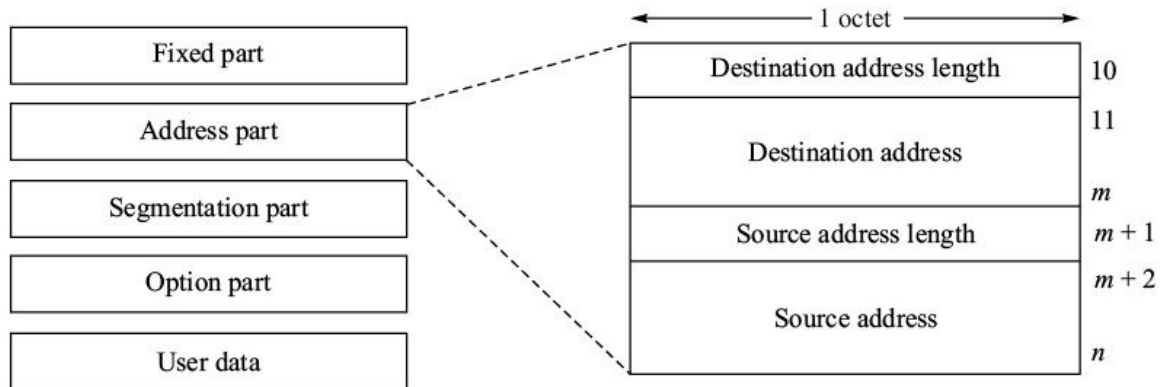 1 octet
Fixed part
Address part
Segmentation part
Option part
User data
Destination address length
10
11
Destination address
m
Source address length
m + 1
m + 2
Source address
n